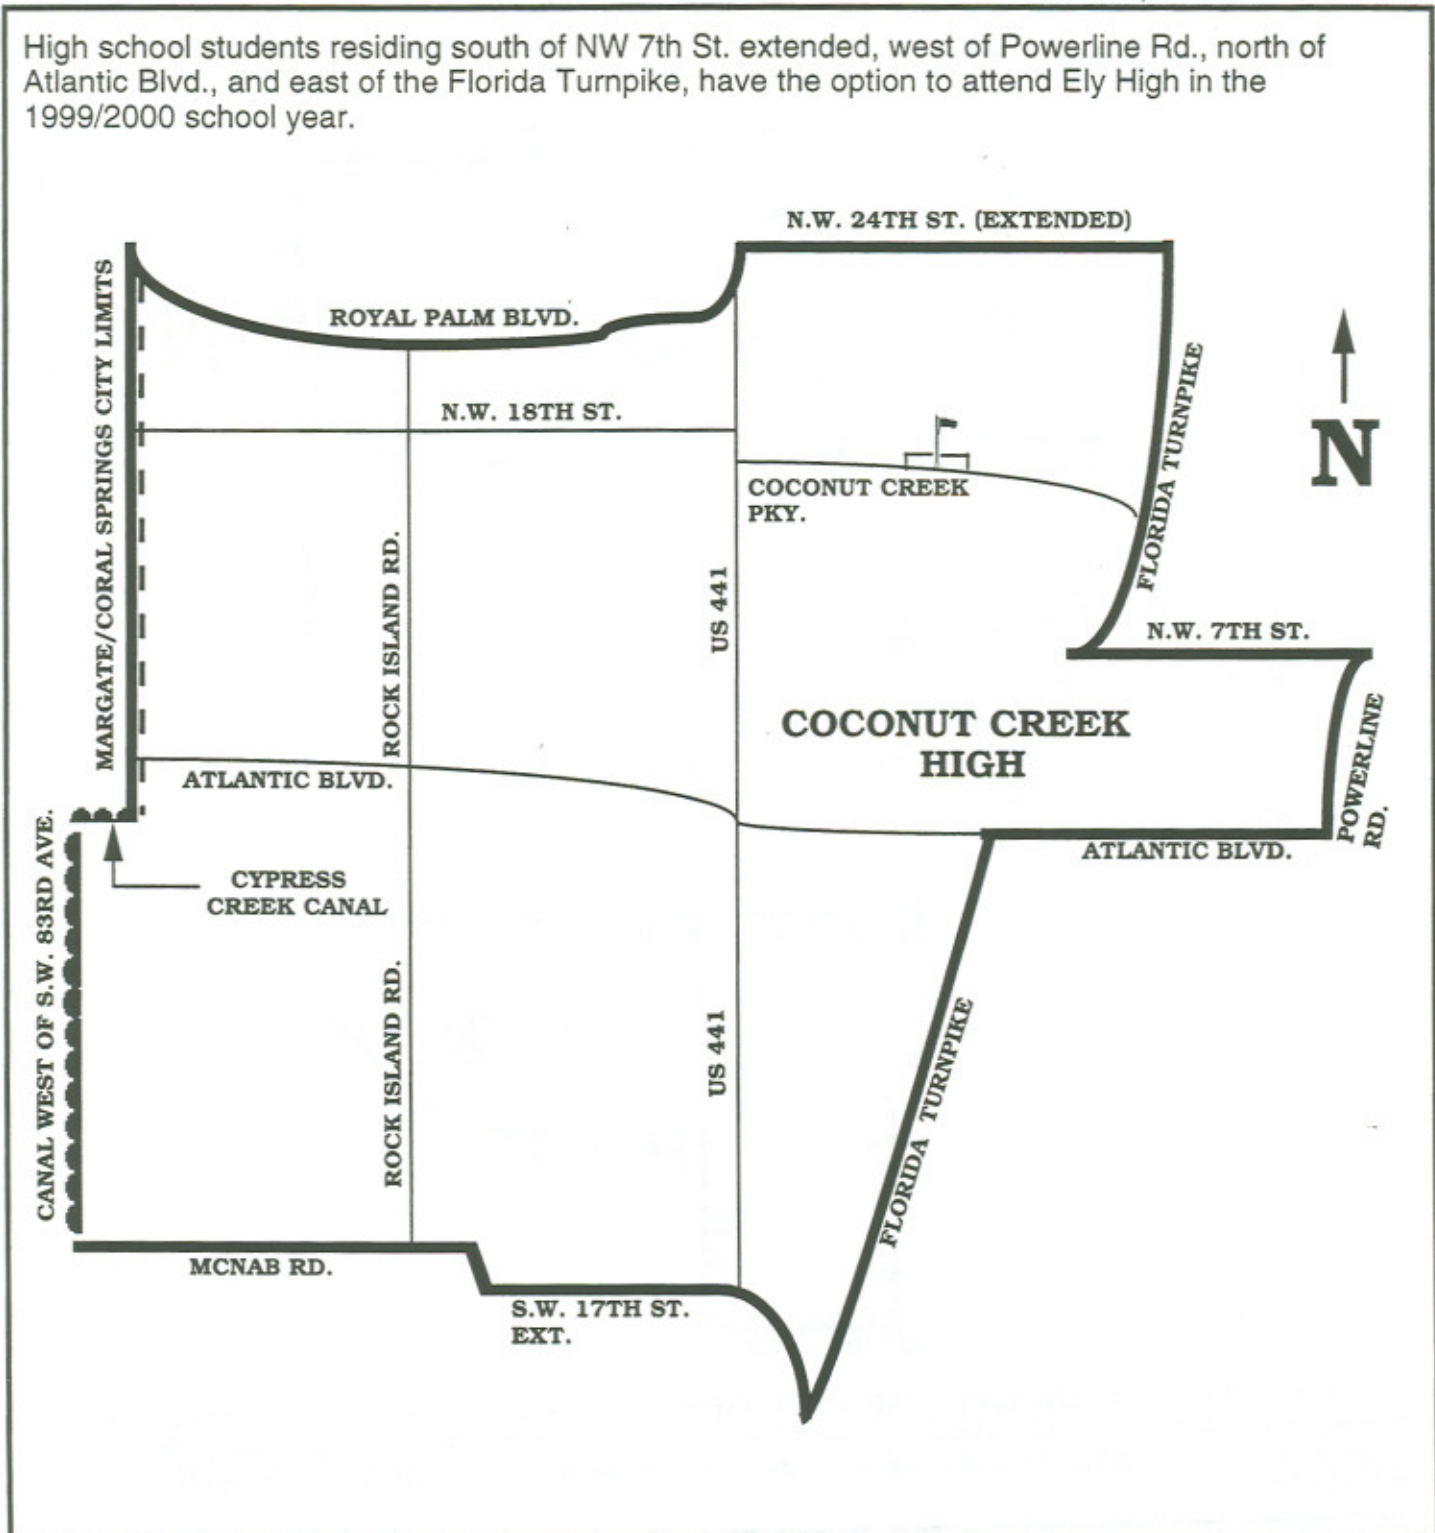 High school students residing south of NW 7th St. extended, west of Powerline Rd., north of
Atlantic Blvd., and east of the Florida Turnpike, have the option to attend Ely High in the
1999/2000 school year.
N.W. 24TH ST. (EXTENDED)
MARGATE/CORAL SPRINGS CITY LIMITS
ROYAL PALM BLVD.
N.W. 18TH ST.
FLORIDA TURNPIKE
N
COCONUT CREEK
PKY.
ROCK ISLAND RD.
US 441
N.W. 7TH ST.
COCONUT CREEK
HIGH
POWERLINE
RD.
ATLANTIC BLVD.
ATLANTIC BLVD.
CANAL WEST OF S.W. 83RD AVE.
CYPRESS
CREEK CANAL
ROCK ISLAND RD.
US 441
FLORIDA TURNPIKE
MCNAB RD.
S.W. 17TH ST.
EXT.